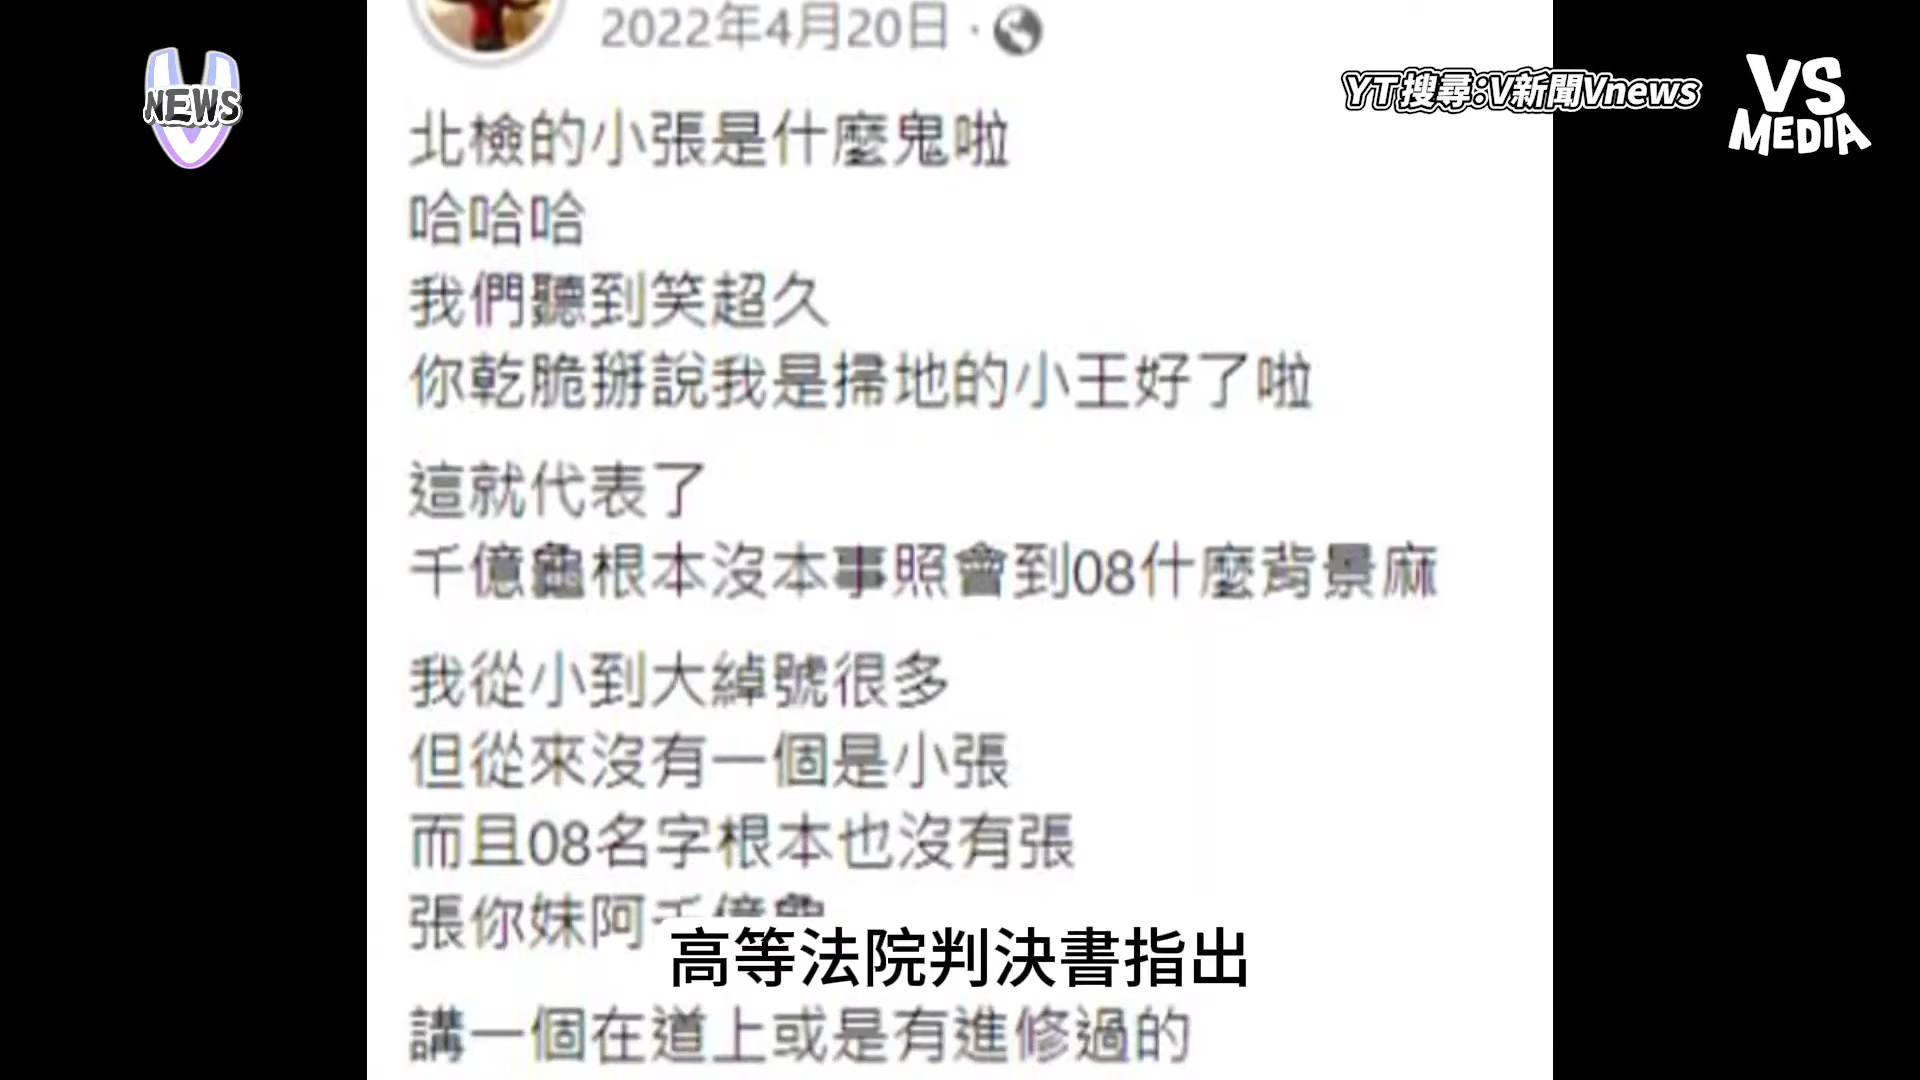 2022年4月20日 ·
NEWS
YT搜尋:V新聞Vnews
VS
MEDIA
北檢的小張是什麼鬼啦
哈哈哈
我們聽到笑超久
你乾脆掰說我是掃地的小王好了啦
這就代表了
千億龜根本沒本事照會到08什麼背景麻
我從小到大綽號很多
但從來沒有一個是小張
而且08名字根本也沒有張
張你妹阿千億龜
高等法院判決書指出
講一個在道上或是有進修過的